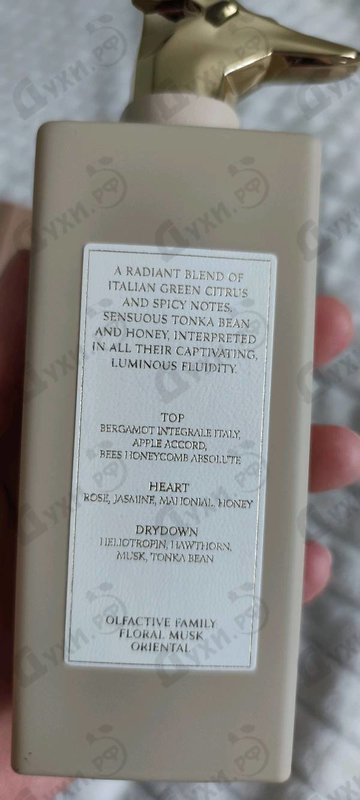 A RADIANT BLEND OF
ITALIAN GREEN CITRUS
AND SPICY NOTES,
SENSUOUS TONKA BEAN
AND HONEY, INTERPRETED
IN ALL THEIR CAPTIVATING,
LUMINOUS FLUIDITY.
TOP
BERGAMOT INTEGRALE ITALY,
APPLE ACCORD,
BEES HONEYCOMB ABSOLUTE
HEART
ROSE, JASMINE, MAHONIAL, HONEY
DRYDOWN
HELIOTROPIN, HAWTHORN,
MUSK, TONKA BEAN
OLFACTIVE FAMILY
FLORAL MUSK
ORIENTAL
Духи.рф